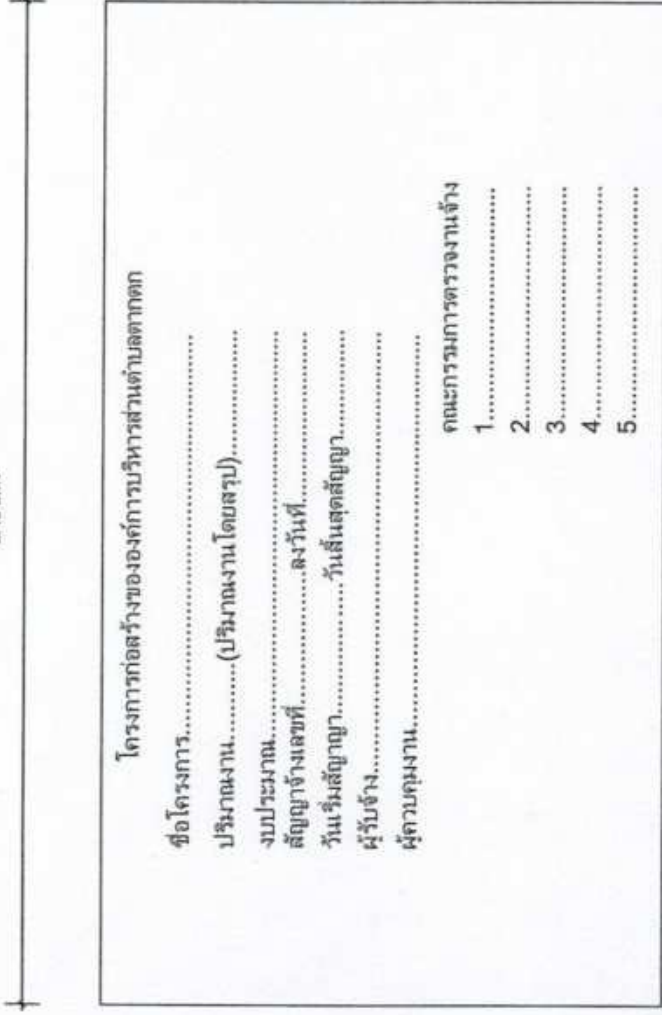 โครงการก่อสร้างขององค์การบริหารส่วนตำบลตากตก
ชื่อโครงการ................................................................
ปริมาณงาน............(ปริมาณงานโดยสรุป)......................
งบประมาณ................................................................
สัญญาจ้างเลขที่......................ลงวันที่..........................
วันเริ่มสัญญา......................วันสิ้นสุดสัญญา..................
ผู้รับจ้าง................................................................
ผู้ควบคุมงาน................................................................
คณะกรรมการตรวจงานจ้าง
1....................................
2....................................
3....................................
4....................................
5....................................